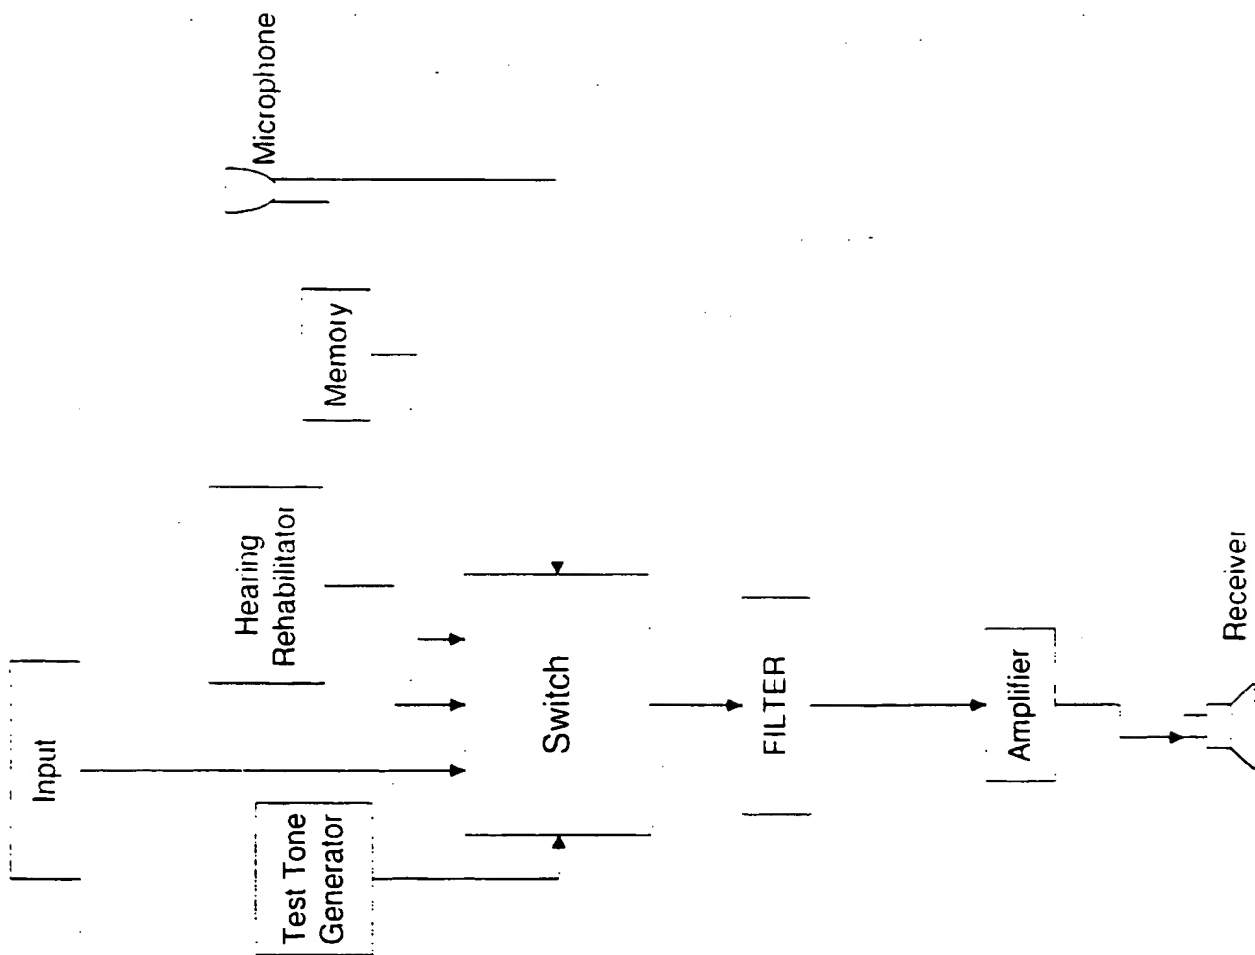 Input
Test Tone
Generator
Hearing
Rehabilitator
Memory
Microphone
Switch
FILTER
Amplifier
Receiver